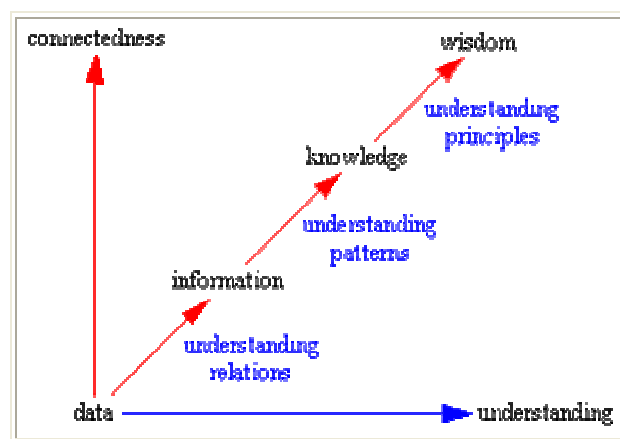 connectedness
wisdom
understanding
principles
knowledge
understanding
patterns
information
understanding
relations
data
understanding